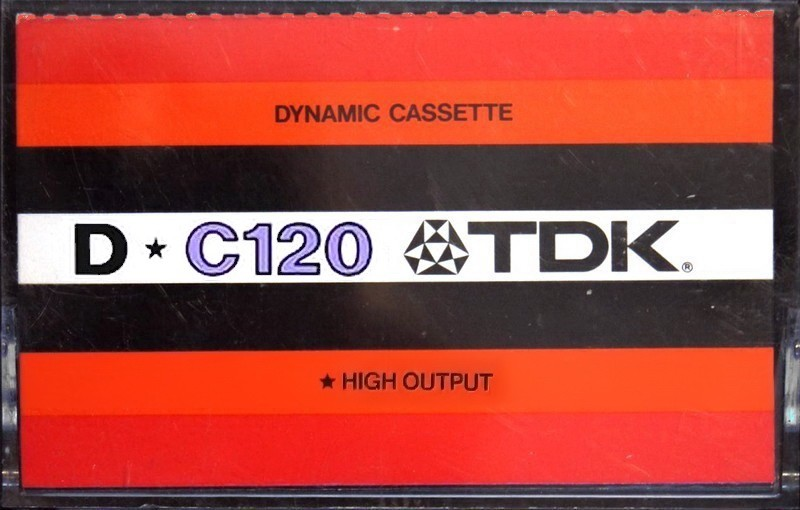 DYNAMIC CASSETTE
D ★ C120 TDK®
★ HIGH OUTPUT